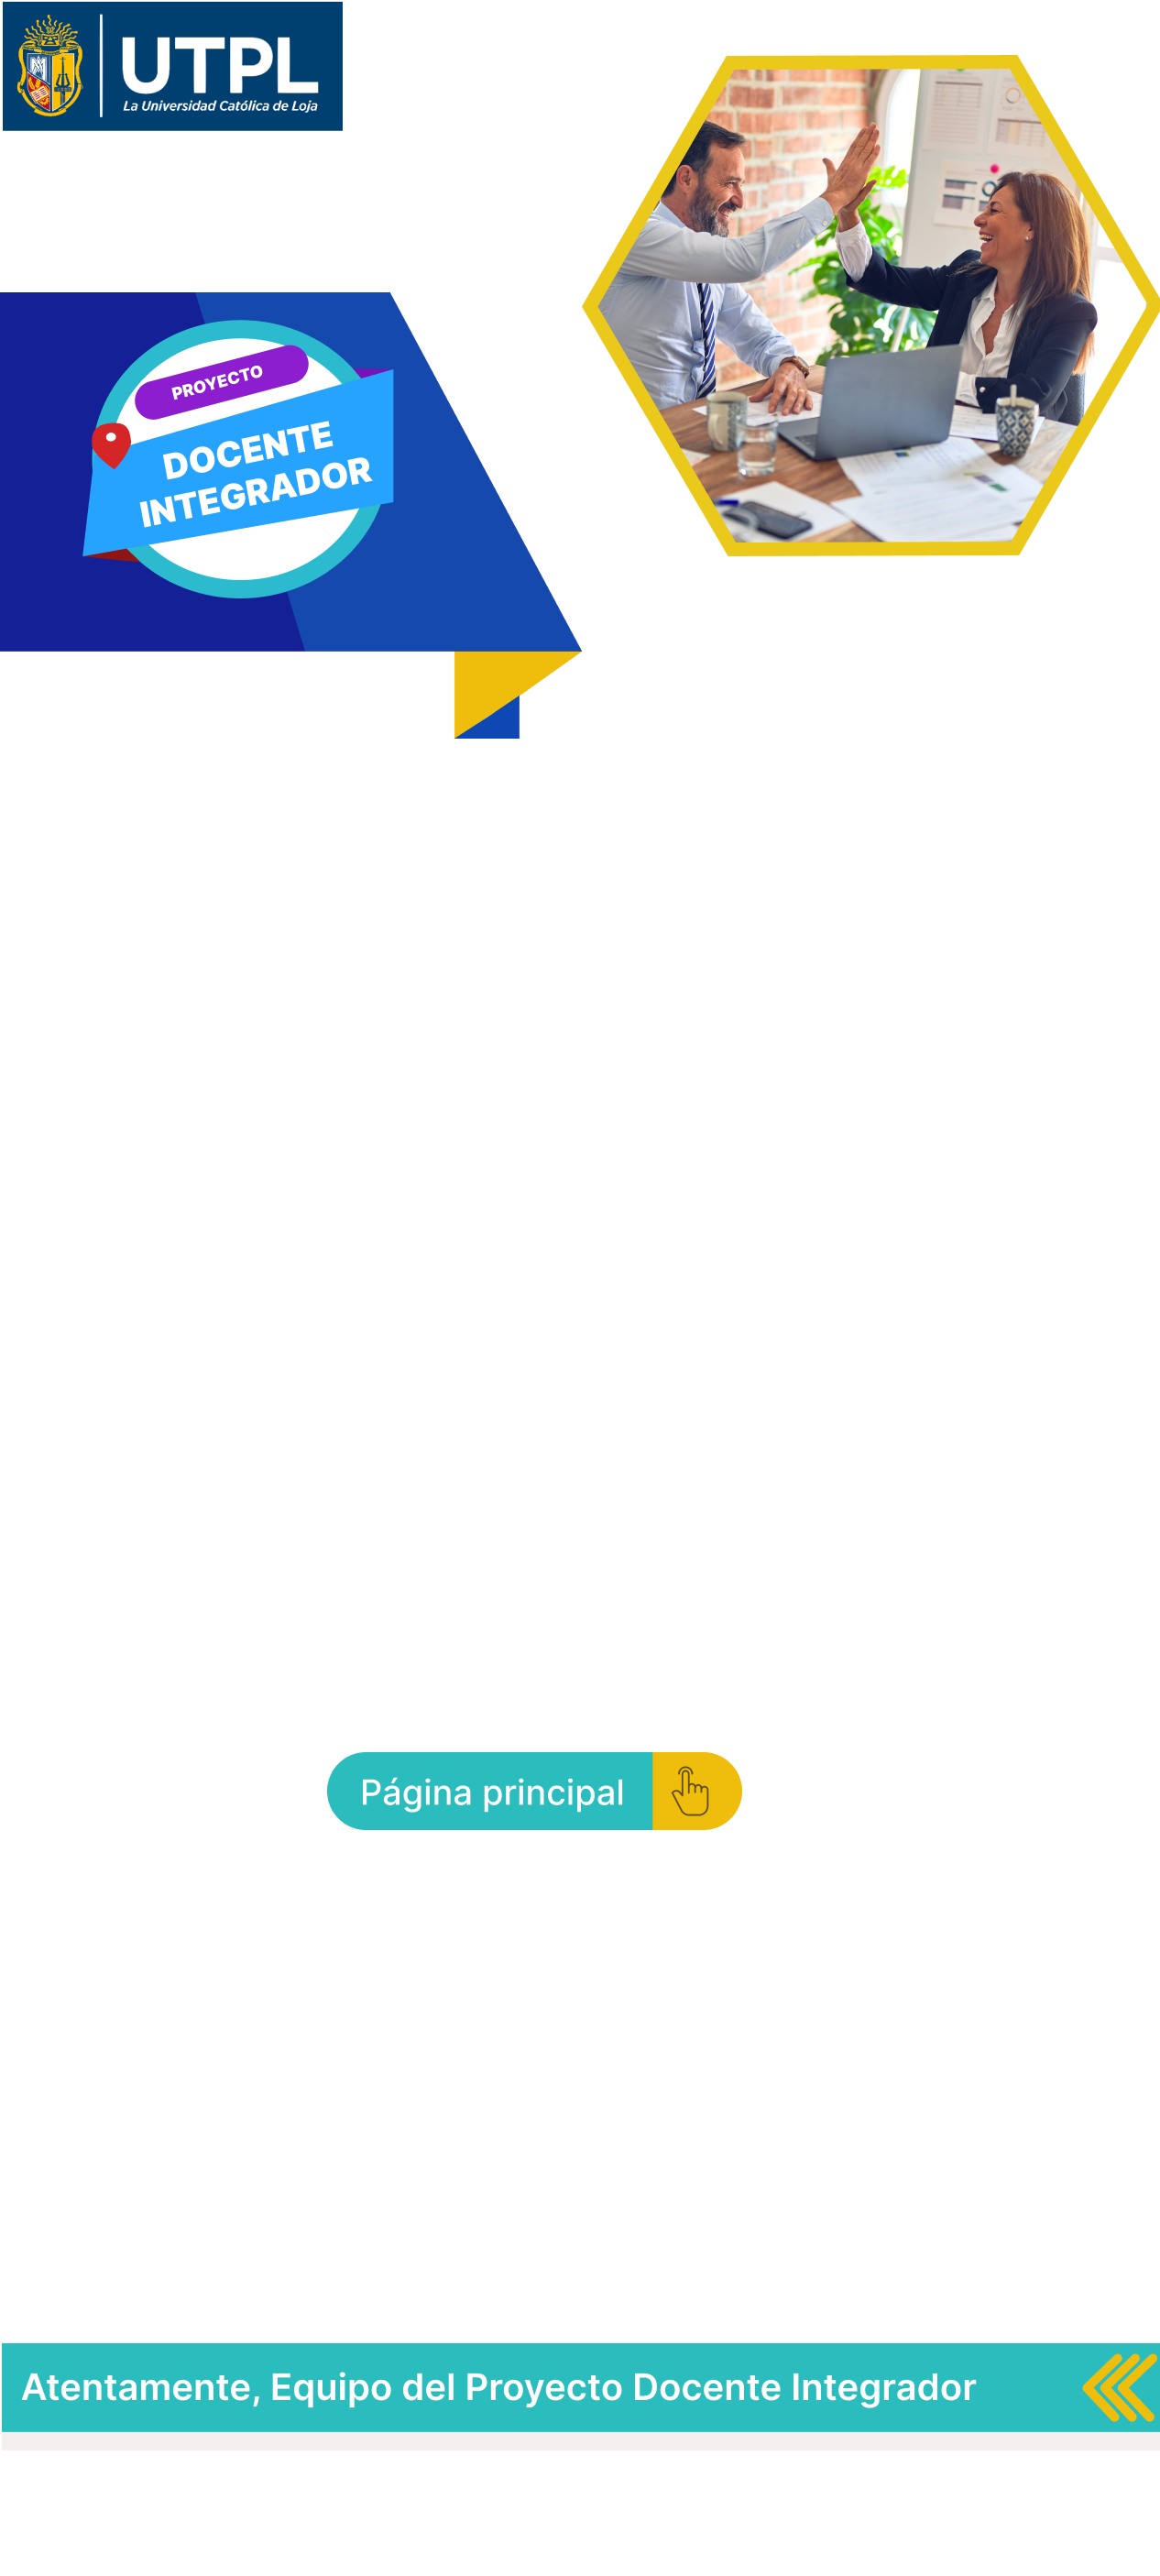 UTPL
La Universidad Católica de Loja
PROYECTO
DOCENTE
INTEGRADOR
Página principal
Atentamente, Equipo del Proyecto Docente Integrador